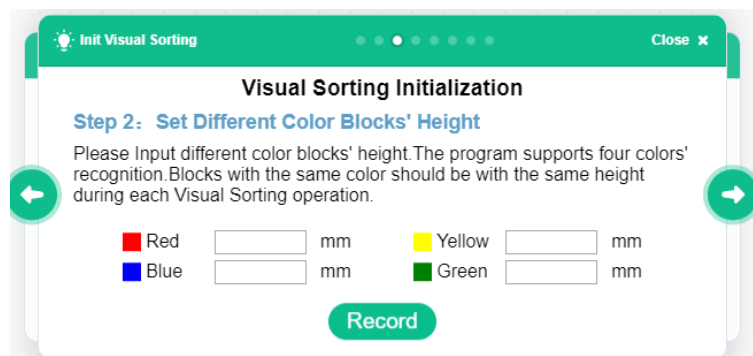 Init Visual Sorting
Close ×
Visual Sorting Initialization
Step 2：Set Different Color Blocks' Height
Please Input different color blocks' height.The program supports four colors'
recognition.Blocks with the same color should be with the same height
during each Visual Sorting operation.
Red mm Yellow mm
Blue mm Green mm
Record